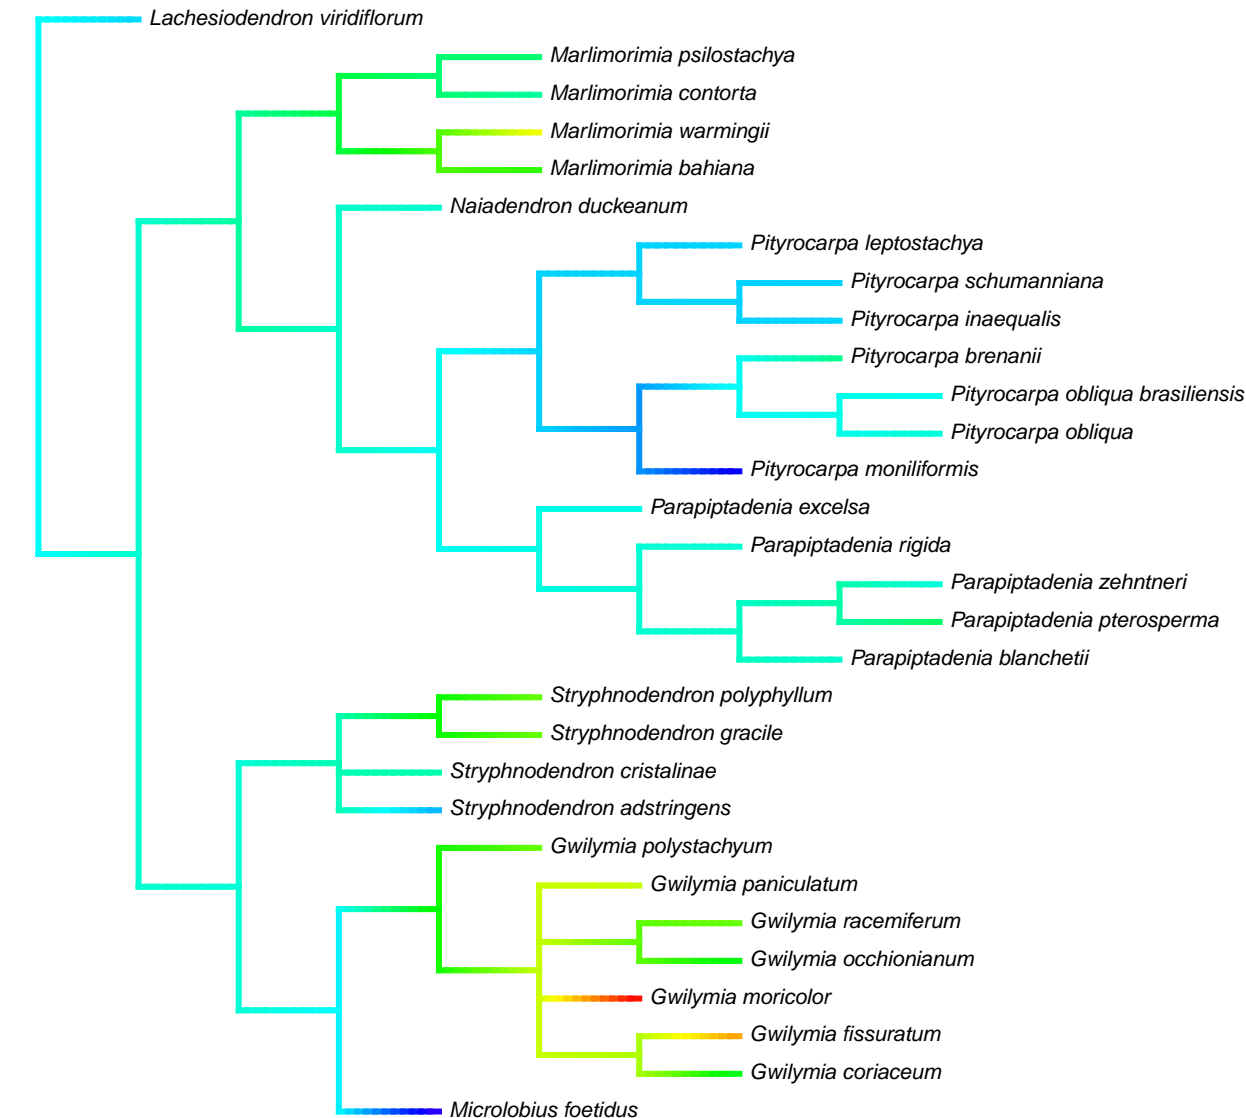 Lachesiodendron viridiflorum
Marlimorimia psilostachya
Marlimorimia contorta
Marlimorimia warmingii
Marlimorimia bahiana
Naiadendron duckeanum
Pityrocarpa leptostachya
Pityrocarpa schumanniana
Pityrocarpa inaequalis
Pityrocarpa brenanii
Pityrocarpa obliqua brasiliensis
Pityrocarpa obliqua
Pityrocarpa moniliformis
Parapiptadenia excelsa
Parapiptadenia rigida
Parapiptadenia zehntneri
Parapiptadenia pterosperma
Parapiptadenia blanchetii
Stryphnodendron polyphyllum
Stryphnodendron gracile
Stryphnodendron cristalinae
Stryphnodendron adstringens
Gwilymia polystachyum
Gwilymia paniculatum
Gwilymia racemiferum
Gwilymia occhionianum
Gwilymia moricolor
Gwilymia fissuratum
Gwilymia coriaceum
Microlobius foetidus